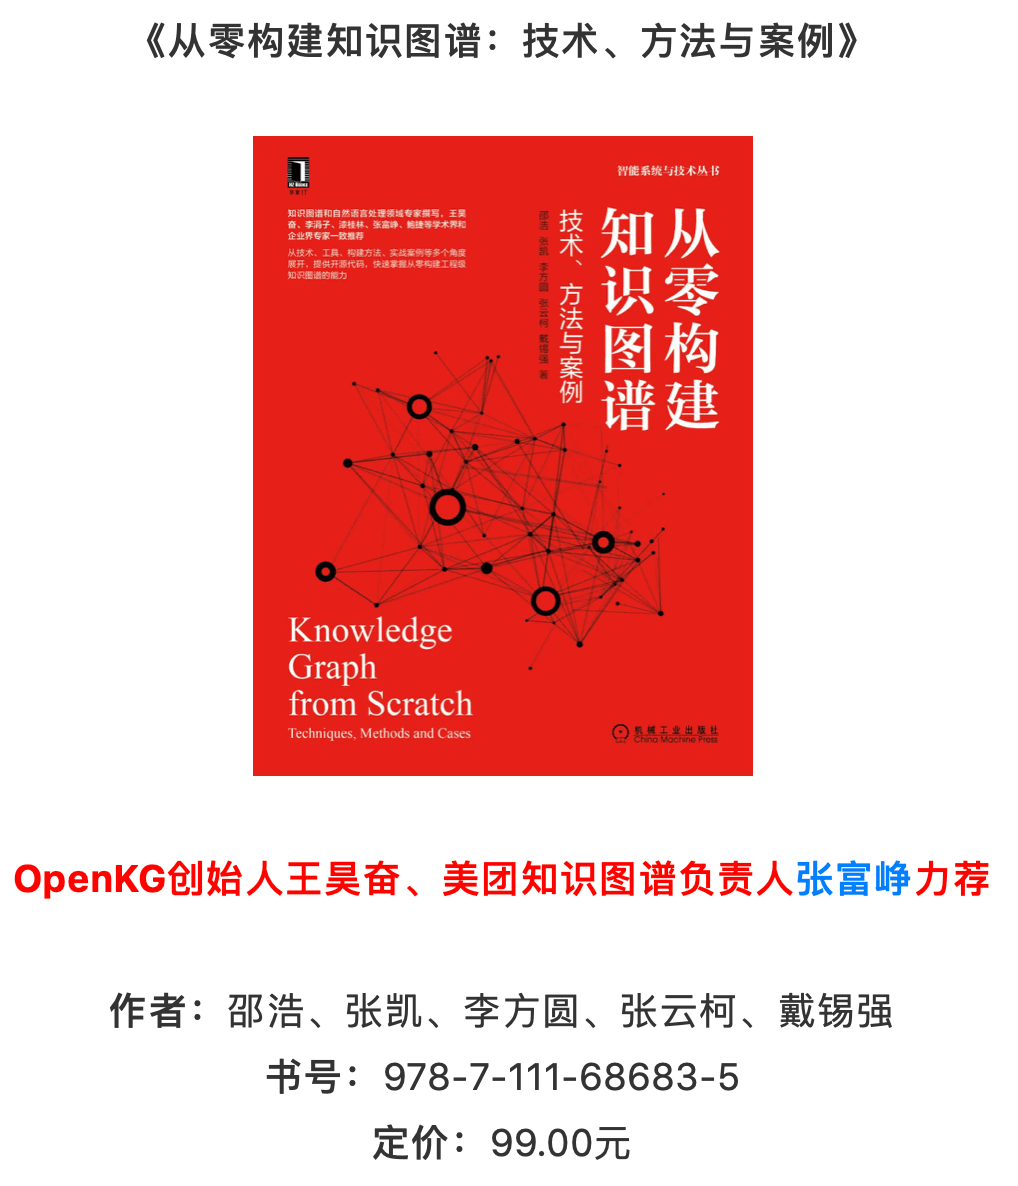 《从零构建知识图谱：技术、方法与案例》
HZ Books
华章IT
智能系统与技术丛书
知识图谱和自然语言处理领域专家撰写，王昊
奋、李涓子、漆桂林、张富峥、鲍捷等学术界和
企业界专家一致推荐
从技术、工具、构建方法、实战案例等多个角度
展开，提供开源代码，快速掌握从零构建工程级
知识图谱的能力
从零构建
知识图谱
技术、方法与案例
邵浩 张凯 李方圆 张云柯 戴锡强 著
Knowledge
Graph
from Scratch
Techniques, Methods and Cases
机械工业出版社
China Machine Press
OpenKG创始人王昊奋、美团知识图谱负责人张富峥力荐
作者：邵浩、张凯、李方圆、张云柯、戴锡强
书号：978-7-111-68683-5
定价：99.00元